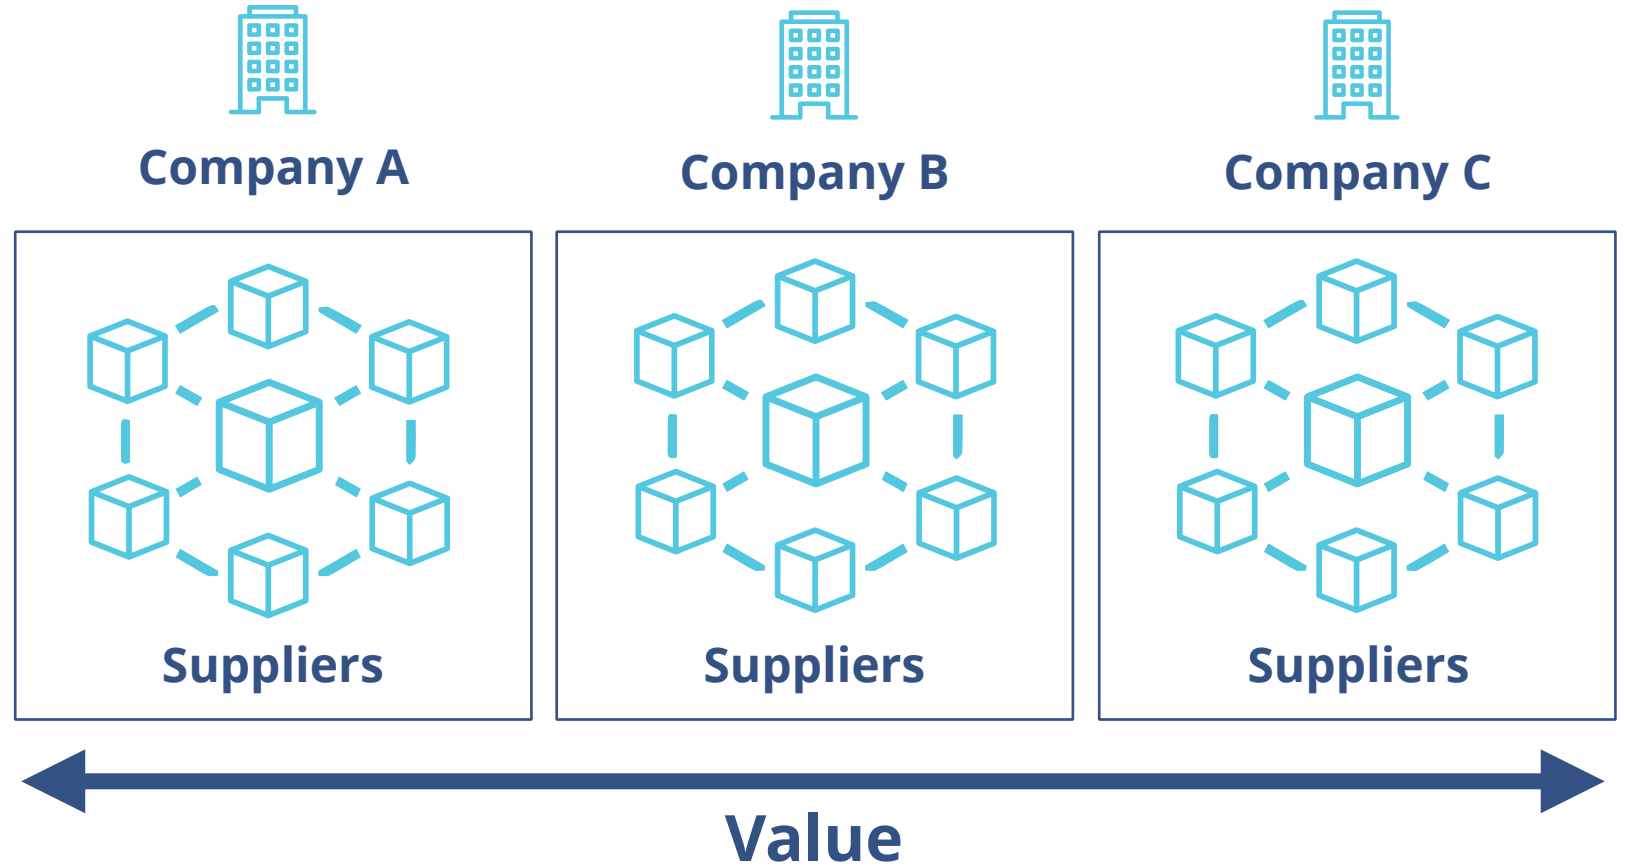 Company A
Company B
Company C
Suppliers
Suppliers
Suppliers
Value